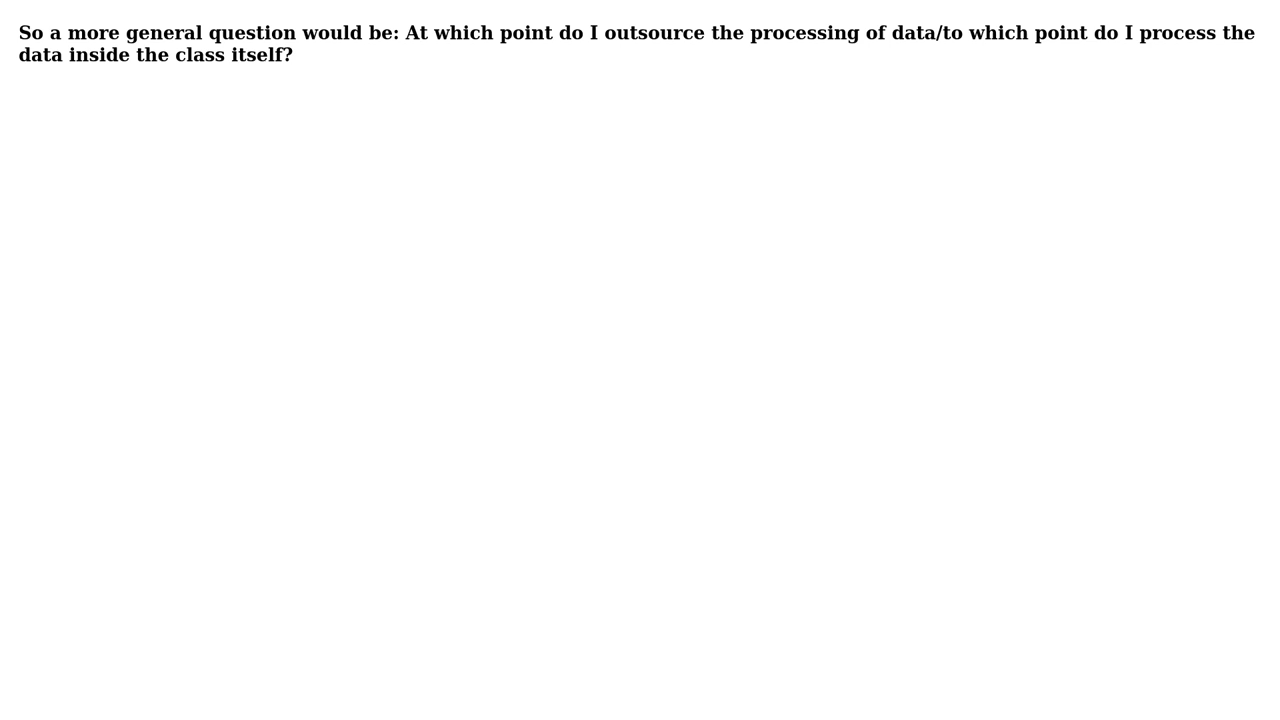 So a more general question would be: At which point do I outsource the processing of data/to which point do I process the
data inside the class itself?